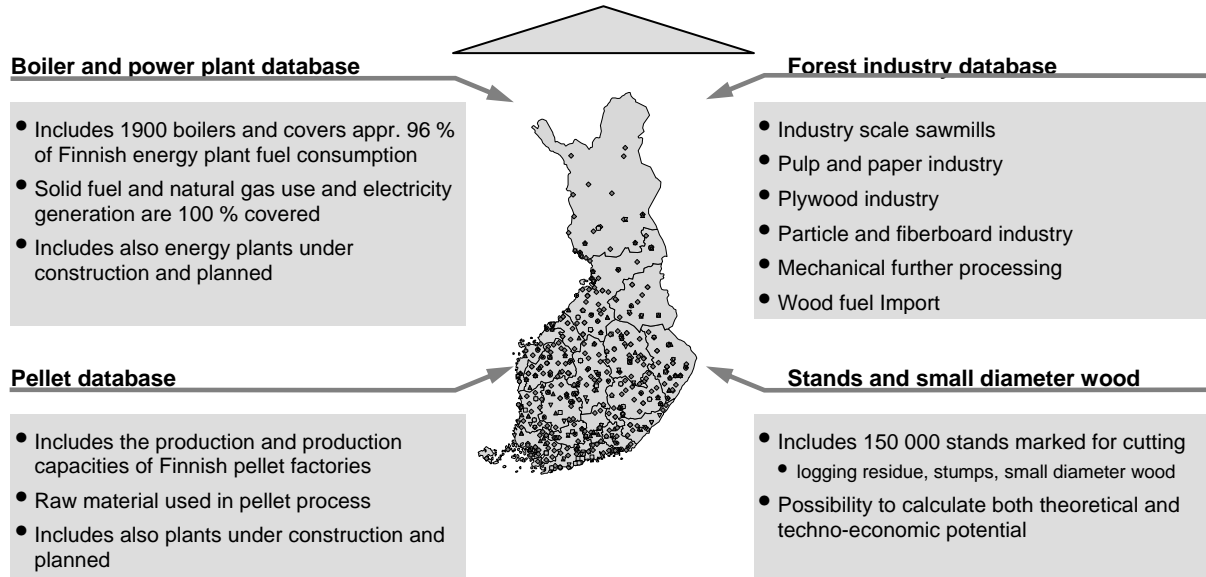 Boiler and power plant database
• Includes 1900 boilers and covers appr. 96 %
of Finnish energy plant fuel consumption
• Solid fuel and natural gas use and electricity
generation are 100 % covered
• Includes also energy plants under
construction and planned
Forest industry database
• Industry scale sawmills
• Pulp and paper industry
• Plywood industry
• Particle and fiberboard industry
• Mechanical further processing
• Wood fuel Import
Pellet database
• Includes the production and production
capacities of Finnish pellet factories
• Raw material used in pellet process
• Includes also plants under construction and
planned
Stands and small diameter wood
• Includes 150 000 stands marked for cutting
• logging residue, stumps, small diameter wood
• Possibility to calculate both theoretical and
techno-economic potential